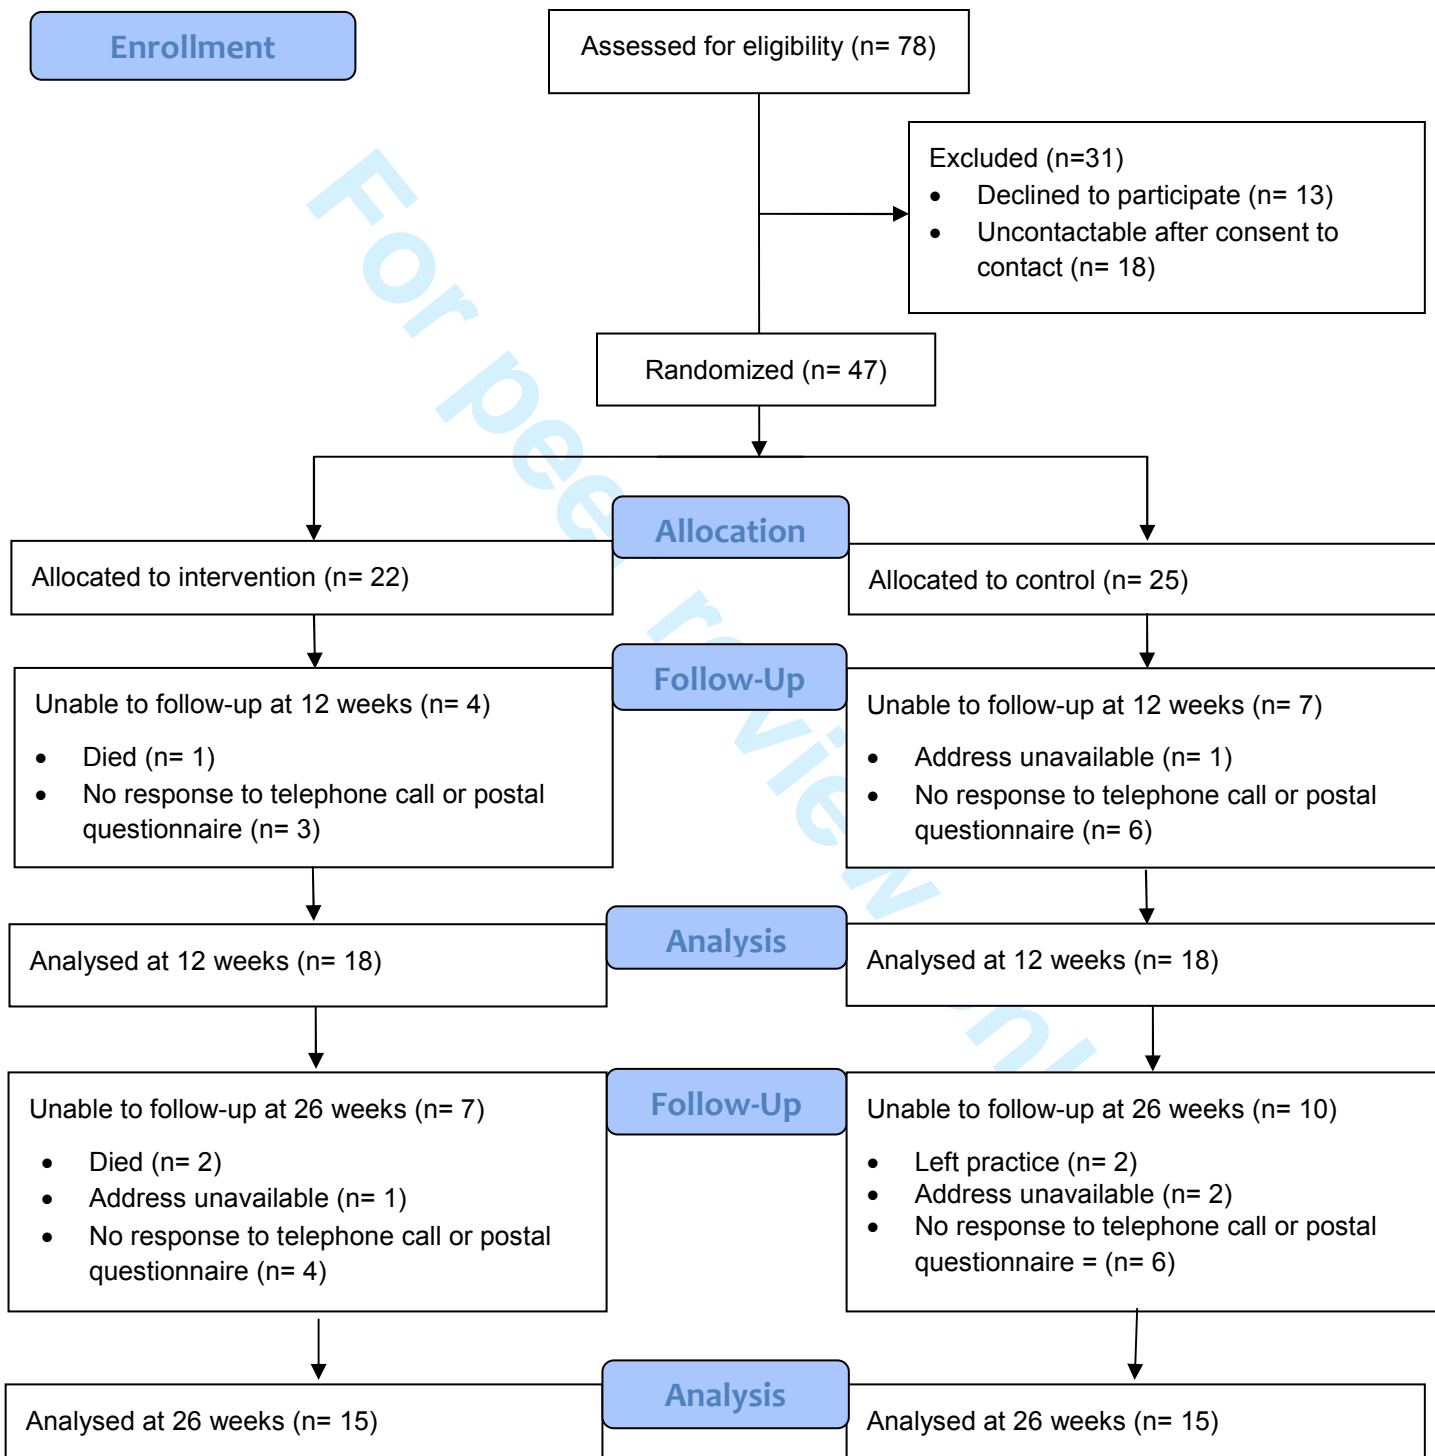 Enrollment
Assessed for eligibility (n= 78)
Excluded (n=31)
• Declined to participate (n= 13)
• Uncontactable after consent to
contact (n= 18)
Randomized (n= 47)
Allocation
Allocated to intervention (n= 22)
Allocated to control (n= 25)
Follow-Up
Unable to follow-up at 12 weeks (n= 4)
• Died (n= 1)
• No response to telephone call or postal
questionnaire (n= 3)
Unable to follow-up at 12 weeks (n= 7)
• Address unavailable (n= 1)
• No response to telephone call or postal
questionnaire (n= 6)
Analysis
Analysed at 12 weeks (n= 18)
Analysed at 12 weeks (n= 18)
Follow-Up
Unable to follow-up at 26 weeks (n= 7)
• Died (n= 2)
• Address unavailable (n= 1)
• No response to telephone call or postal
questionnaire (n= 4)
Unable to follow-up at 26 weeks (n= 10)
• Left practice (n= 2)
• Address unavailable (n= 2)
• No response to telephone call or postal
questionnaire = (n= 6)
Analysis
Analysed at 26 weeks (n= 15)
Analysed at 26 weeks (n= 15)
For peer review